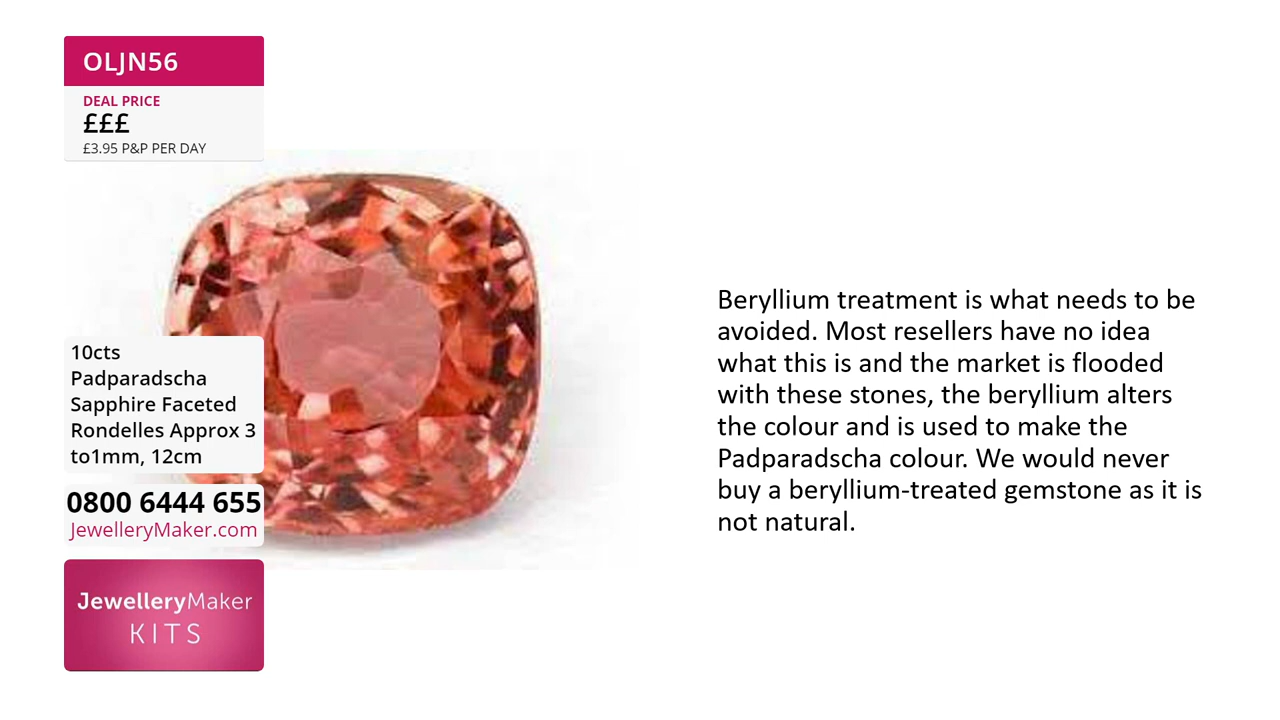 OLJN56
DEAL PRICE
£££
£3.95 P&P PER DAY
10cts
Padparadscha
Sapphire Faceted
Rondelles Approx 3
to1mm, 12cm
0800 6444 655
JewelleryMaker.com
JewelleryMaker
KITS
Beryllium treatment is what needs to be
avoided. Most resellers have no idea
what this is and the market is flooded
with these stones, the beryllium alters
the colour and is used to make the
Padparadscha colour. We would never
buy a beryllium-treated gemstone as it is
not natural.